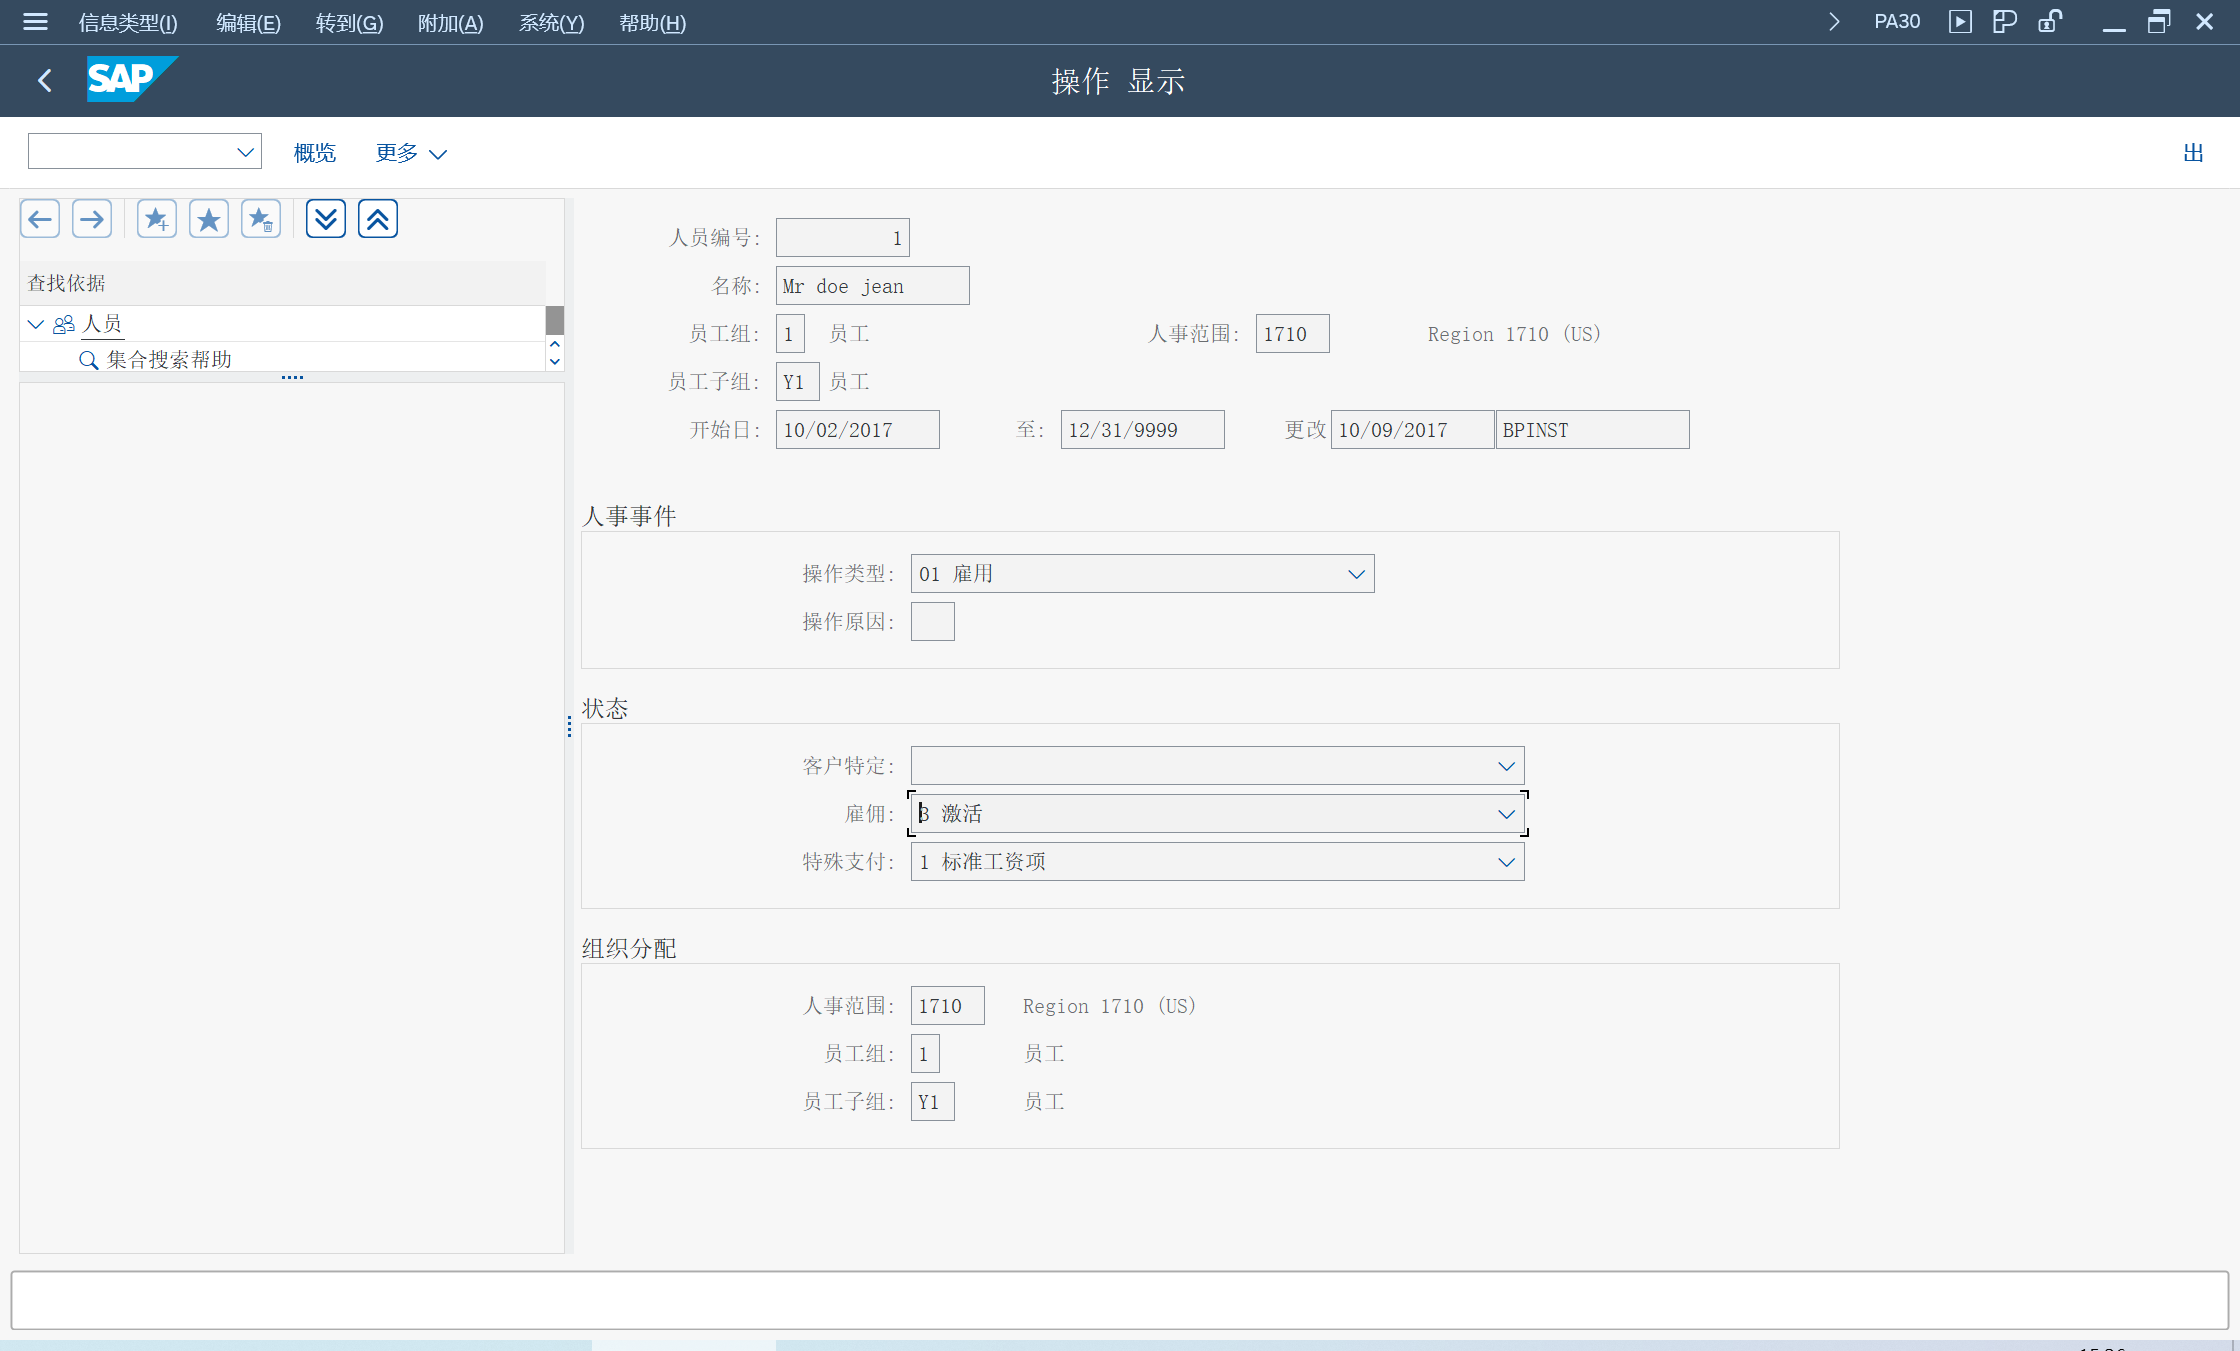 信息类型(I) 编辑(E) 转到(G) 附加(A) 系统(Y) 帮助(H) PA30
SAP 操作 显示
概览 更多 出
查找依据
人员
集合搜索帮助
人员编号: 1
名称: Mr doe jean
员工组: 1 员工 人事范围: 1710 Region 1710 (US)
员工子组: Y1 员工
开始日: 10/02/2017 至: 12/31/9999 更改 10/09/2017 BPINST
人事事件
操作类型: 01 雇用
操作原因:
状态
客户特定:
雇佣: 3 激活
特殊支付: 1 标准工资项
组织分配
人事范围: 1710 Region 1710 (US)
员工组: 1 员工
员工子组: Y1 员工